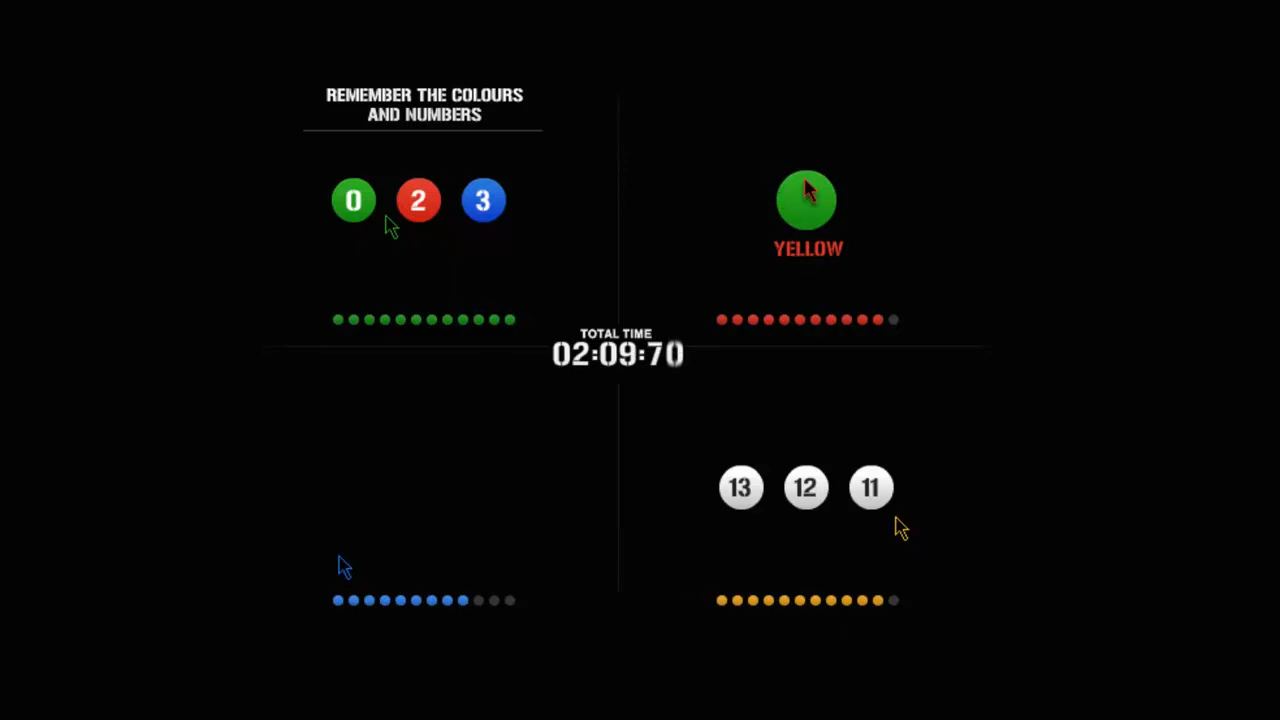 REMEMBER THE COLOURS
AND NUMBERS
0 2 3
YELLOW
TOTAL TIME
02:09:70
13 12 11